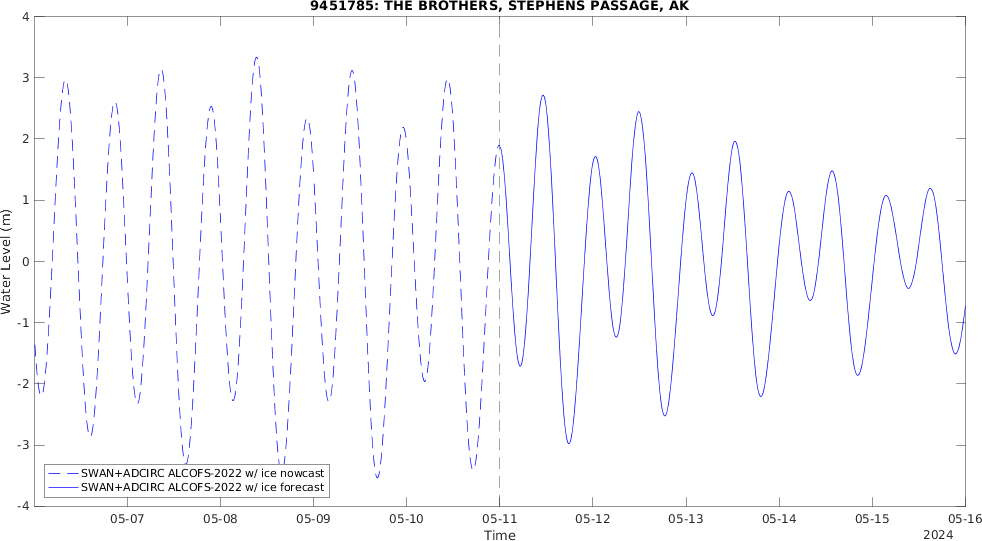 9451785: THE BROTHERS, STEPHENS PASSAGE, AK
4
3
2
1
0
-1
-2
-3
-4
Water Level (m)
SWAN+ADCIRC ALCOFS-2022 w/ ice nowcast
SWAN+ADCIRC ALCOFS-2022 w/ ice forecast
05-07 05-08 05-09 05-10 05-11 05-12 05-13 05-14 05-15 05-16
Time
2024